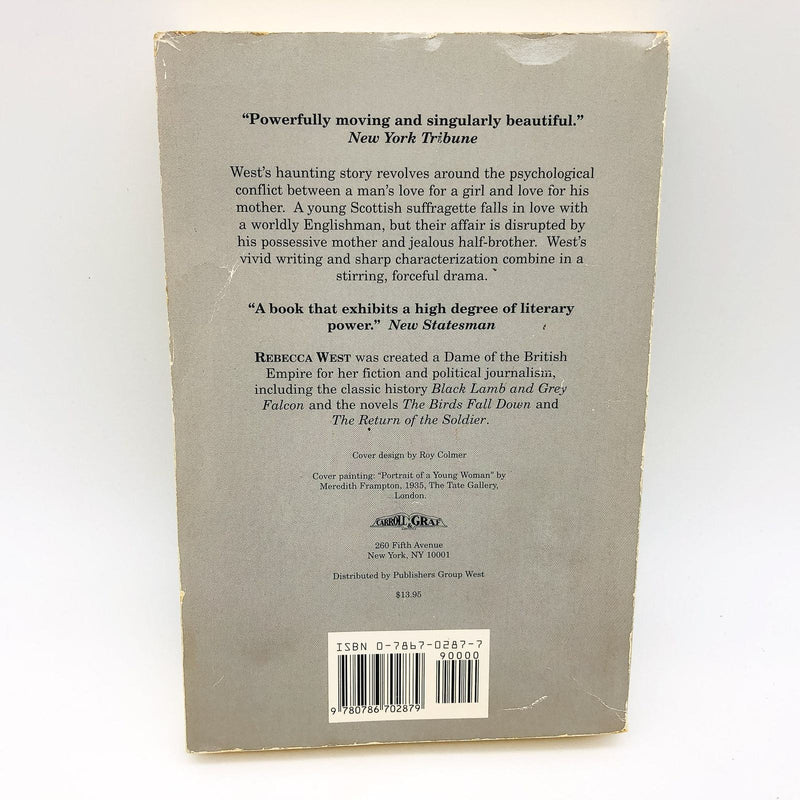 “Powerfully moving and singularly beautiful.”
New York Tribune
West’s haunting story revolves around the psychological
conflict between a man’s love for a girl and love for his
mother. A young Scottish suffragette falls in love with
a worldly Englishman, but their affair is disrupted by
his possessive mother and jealous half-brother. West’s
vivid writing and sharp characterization combine in a
stirring, forceful drama.
“A book that exhibits a high degree of literary
power.” New Statesman
REBECCA WEST was created a Dame of the British
Empire for her fiction and political journalism,
including the classic history Black Lamb and Grey
Falcon and the novels The Birds Fall Down and
The Return of the Soldier.
Cover design by Roy Colmer
Cover painting: “Portrait of a Young Woman” by
Meredith Frampton, 1935, The Tate Gallery,
London.
CARROLL & GRAF
260 Fifth Avenue
New York, NY 10001
Distributed by Publishers Group West
$13.95
ISBN 0-7867-0287-7
90000
9 780786 702879